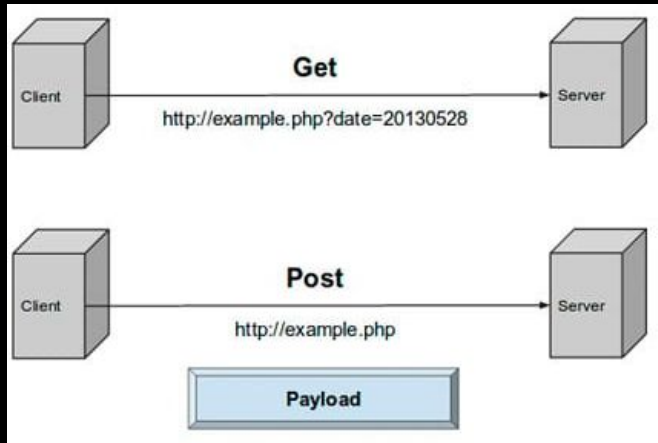 Get
Client
Server
http://example.php?date=20130528
Post
Client
Server
http://example.php
Payload